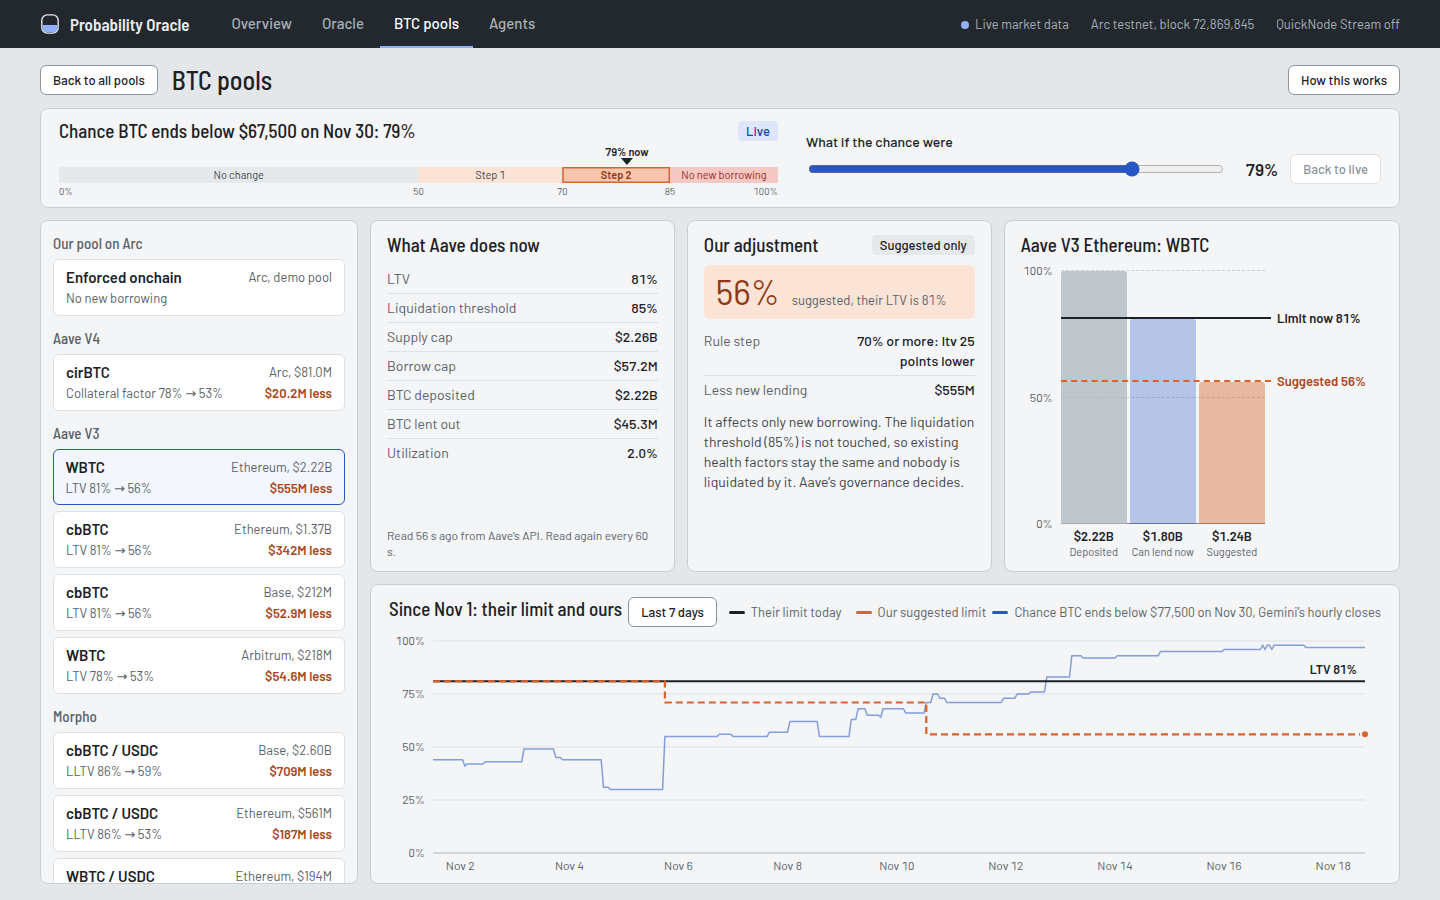 Probability Oracle
Overview
Oracle
BTC pools
Agents
Live market data
Arc testnet, block 72,869,845
QuickNode Stream off
Back to all pools
BTC pools
How this works
Chance BTC ends below $67,500 on Nov 30: 79%
Live
79% now
No change
Step 1
Step 2
No new borrowing
0%
50
70
85
100%
What if the chance were
79%
Back to live
Our pool on Arc
Enforced onchain
Arc, demo pool
No new borrowing
Aave V4
cirBTC
Arc, $81.0M
Collateral factor 78% → 53%
$20.2M less
Aave V3
WBTC
Ethereum, $2.22B
LTV 81% → 56%
$555M less
cbBTC
Ethereum, $1.37B
LTV 81% → 56%
$342M less
cbBTC
Base, $212M
LTV 81% → 56%
$52.9M less
WBTC
Arbitrum, $218M
LTV 78% → 53%
$54.6M less
Morpho
cbBTC / USDC
Base, $2.60B
LLTV 86% → 59%
$709M less
cbBTC / USDC
Ethereum, $561M
LLTV 86% → 53%
$187M less
WBTC / USDC
Ethereum, $194M
What Aave does now
LTV
81%
Liquidation threshold
85%
Supply cap
$2.26B
Borrow cap
$57.2M
BTC deposited
$2.22B
BTC lent out
$45.3M
Utilization
2.0%
Read 56 s ago from Aave's API. Read again every 60
s.
Our adjustment
Suggested only
56%
suggested, their LTV is 81%
Rule step
70% or more: ltv 25
points lower
Less new lending
$555M
It affects only new borrowing. The liquidation
threshold (85%) is not touched, so existing
health factors stay the same and nobody is
liquidated by it. Aave's governance decides.
Aave V3 Ethereum: WBTC
100%
Limit now 81%
Suggested 56%
50%
0%
$2.22B
$1.80B
$1.24B
Deposited
Can lend now
Suggested
Since Nov 1: their limit and ours
Last 7 days
Their limit today
Our suggested limit
Chance BTC ends below $77,500 on Nov 30, Gemini's hourly closes
100%
LTV 81%
75%
50%
25%
0%
Nov 2
Nov 4
Nov 6
Nov 8
Nov 10
Nov 12
Nov 14
Nov 16
Nov 18